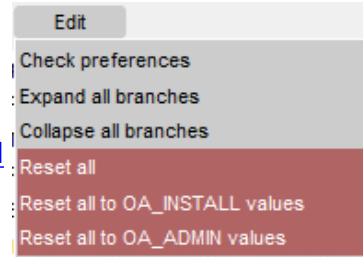 Edit
Check preferences
Expand all branches
Collapse all branches
Reset all
Reset all to OA_INSTALL values
Reset all to OA_ADMIN values